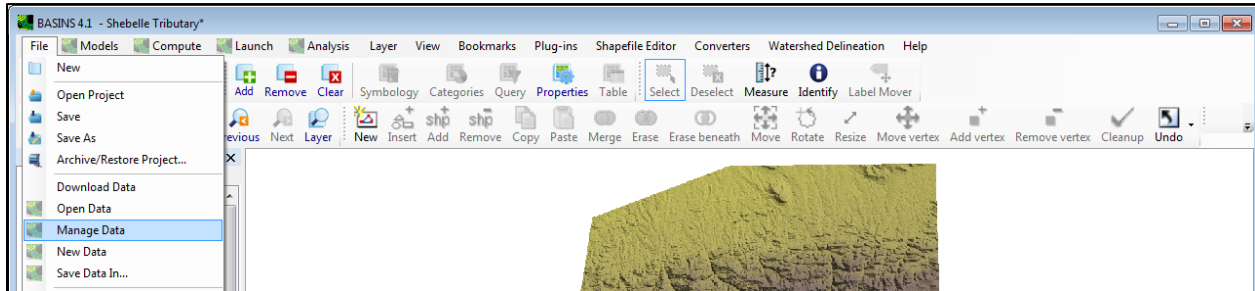 BASINS 4.1 - Shebelle Tributary*
File Models Compute Launch Analysis Layer View Bookmarks Plug-ins Shapefile Editor Converters Watershed Delineation Help
New
Add Remove Clear Symbology Categories Query Properties Table Select Deselect Measure Identify Label Mover
Open Project
Save
Save As
evious Next Layer New Insert Add Remove Copy Paste Merge Erase Erase beneath Move Rotate Resize Move vertex Add vertex Remove vertex Cleanup Undo
Archive/Restore Project...
Download Data
Open Data
Manage Data
New Data
Save Data In...